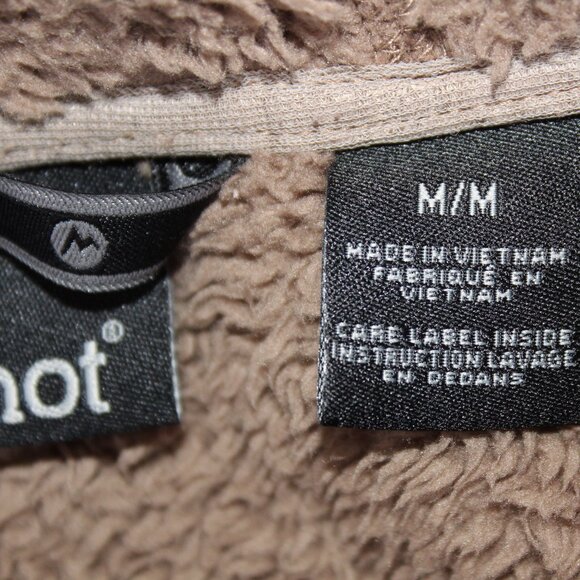 not®
M/M
MADE IN VIETNAM
FABRIQUÉ EN
VIETNAM
CARE LABEL INSIDE
INSTRUCTION LAVAGE
EN DEDANS